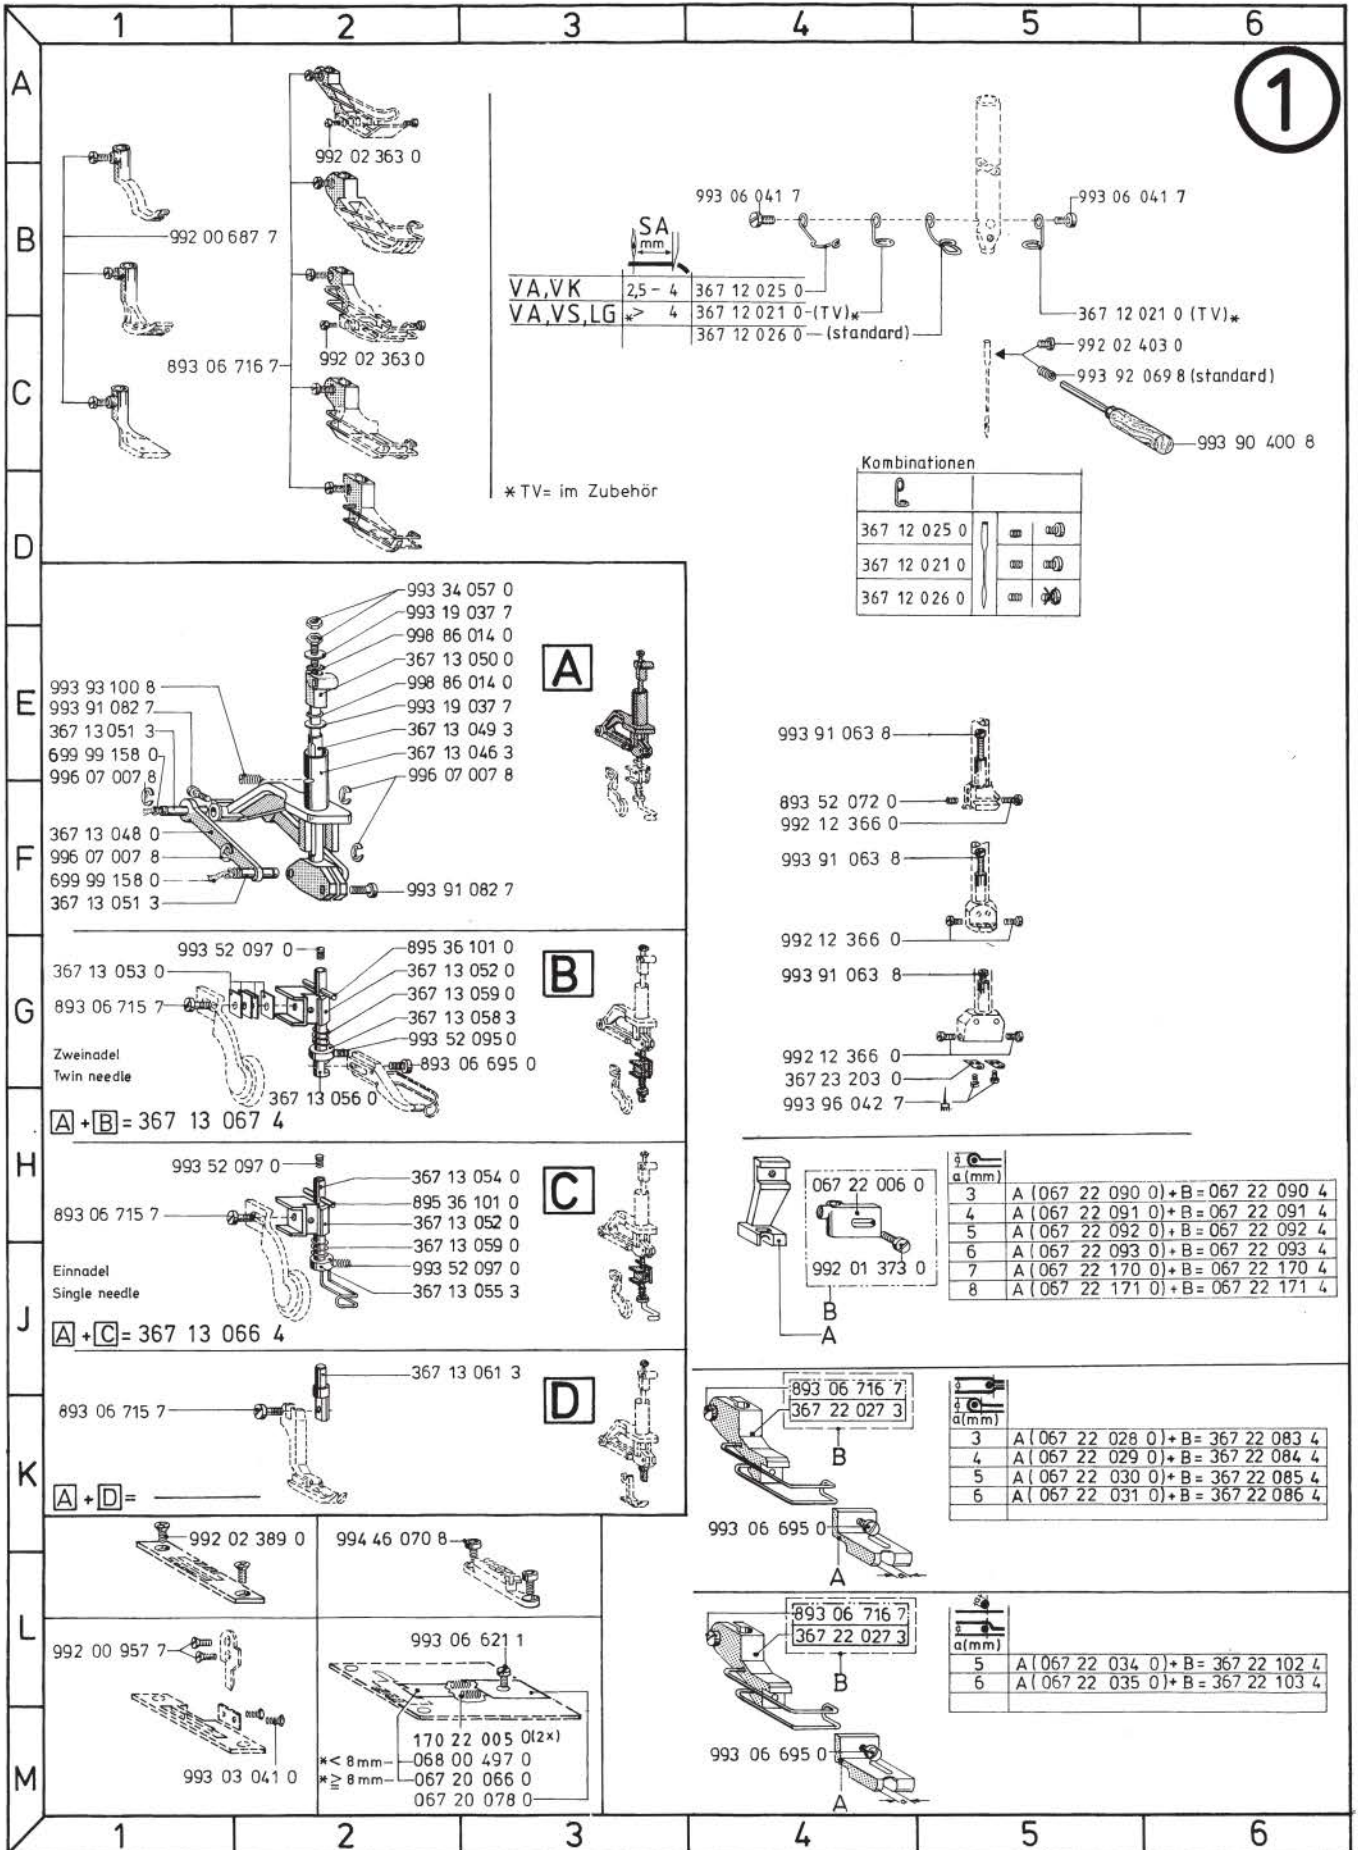 1 2 3 4 5 6
1
A
B
C
D
E
F
G
H
J
K
L
M
992 02 363 0
992 00 687 7
992 02 363 0
893 06 716 7
993 06 041 7
993 06 041 7
SA
mm
VA,VK 2,5 - 4 367 12 025 0
VA,VS,LG *> 4 367 12 021 0-(TV)*
367 12 026 0 (standard)
367 12 021 0 (TV)*
992 02 403 0
993 92 069 8 (standard)
993 90 400 8
* TV= im Zubehör
Kombinationen
367 12 025 0
367 12 021 0
367 12 026 0
A
993 34 057 0
993 19 037 7
998 86 014 0
367 13 050 0
998 86 014 0
993 19 037 7
367 13 049 3
367 13 046 3
996 07 007 8
993 93 100 8
993 91 082 7
367 13 051 3
699 99 158 0
996 07 007 8
367 13 048 0
996 07 007 8
699 99 158 0
367 13 051 3
993 91 082 7
993 91 063 8
893 52 072 0
992 12 366 0
993 91 063 8
992 12 366 0
993 91 063 8
992 12 366 0
367 23 203 0
993 96 042 7
B
993 52 097 0
367 13 053 0
893 06 715 7
895 36 101 0
367 13 052 0
367 13 059 0
367 13 058 3
993 52 095 0
893 06 695 0
367 13 056 0
Zweinadel
Twin needle
A + B = 367 13 067 4
C
993 52 097 0
893 06 715 7
367 13 054 0
895 36 101 0
367 13 052 0
367 13 059 0
993 52 097 0
367 13 055 3
Einnadel
Single needle
A + C = 367 13 066 4
D
367 13 061 3
893 06 715 7
A + D =
067 22 006 0
992 01 373 0
B
A
a
a (mm)
3 A (067 22 090 0) + B = 067 22 090 4
4 A (067 22 091 0) + B = 067 22 091 4
5 A (067 22 092 0) + B = 067 22 092 4
6 A (067 22 093 0) + B = 067 22 093 4
7 A (067 22 170 0) + B = 067 22 170 4
8 A (067 22 171 0) + B = 067 22 171 4
893 06 716 7
367 22 027 3
B
993 06 695 0
A
a(mm)
3 A (067 22 028 0) + B = 367 22 083 4
4 A (067 22 029 0) + B = 367 22 084 4
5 A (067 22 030 0) + B = 367 22 085 4
6 A (067 22 031 0) + B = 367 22 086 4
992 02 389 0
994 46 070 8
992 00 957 7
993 03 041 0
993 06 621 1
170 22 005 0(2x)
*< 8mm 068 00 497 0
*≧ 8mm 067 20 066 0
067 20 078 0
893 06 716 7
367 22 027 3
B
993 06 695 0
A
a(mm)
5 A (067 22 034 0) + B = 367 22 102 4
6 A (067 22 035 0) + B = 367 22 103 4
1 2 3 4 5 6